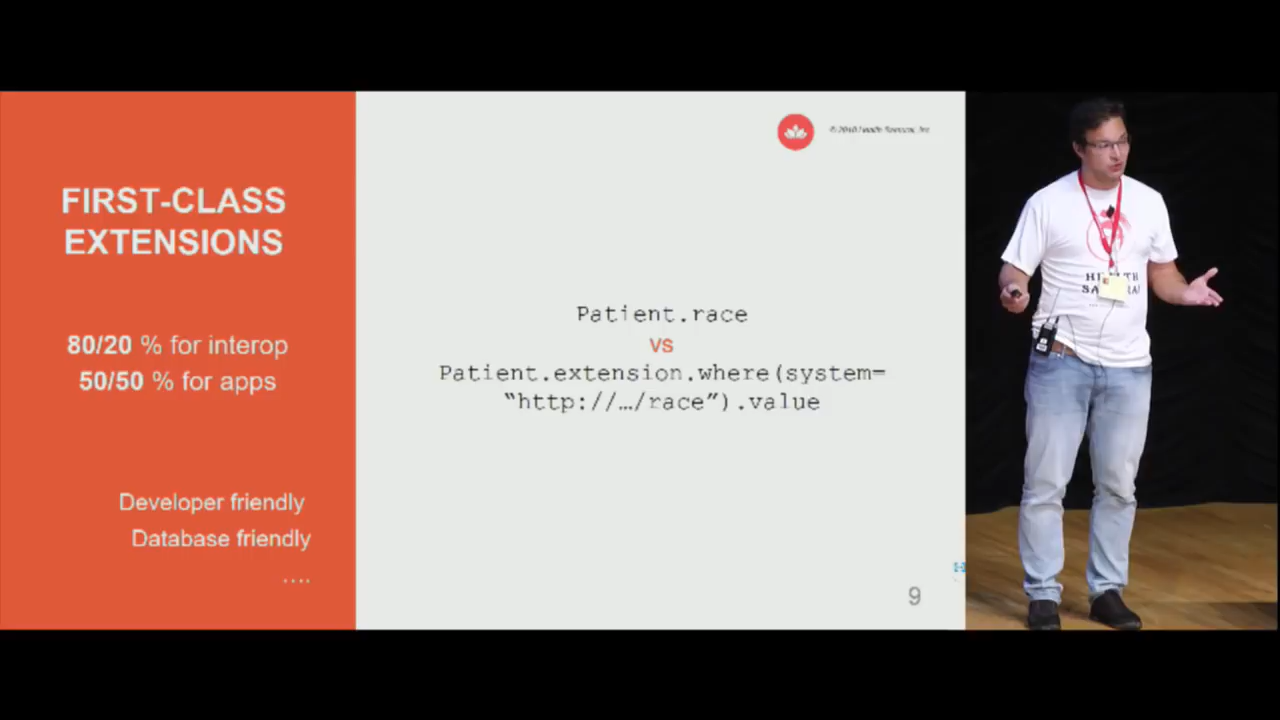 FIRST-CLASS
EXTENSIONS
80/20 % for interop
50/50 % for apps
Developer friendly
Database friendly
....
Patient.race
VS
Patient.extension.where(system=
“http://…/race”).value
9